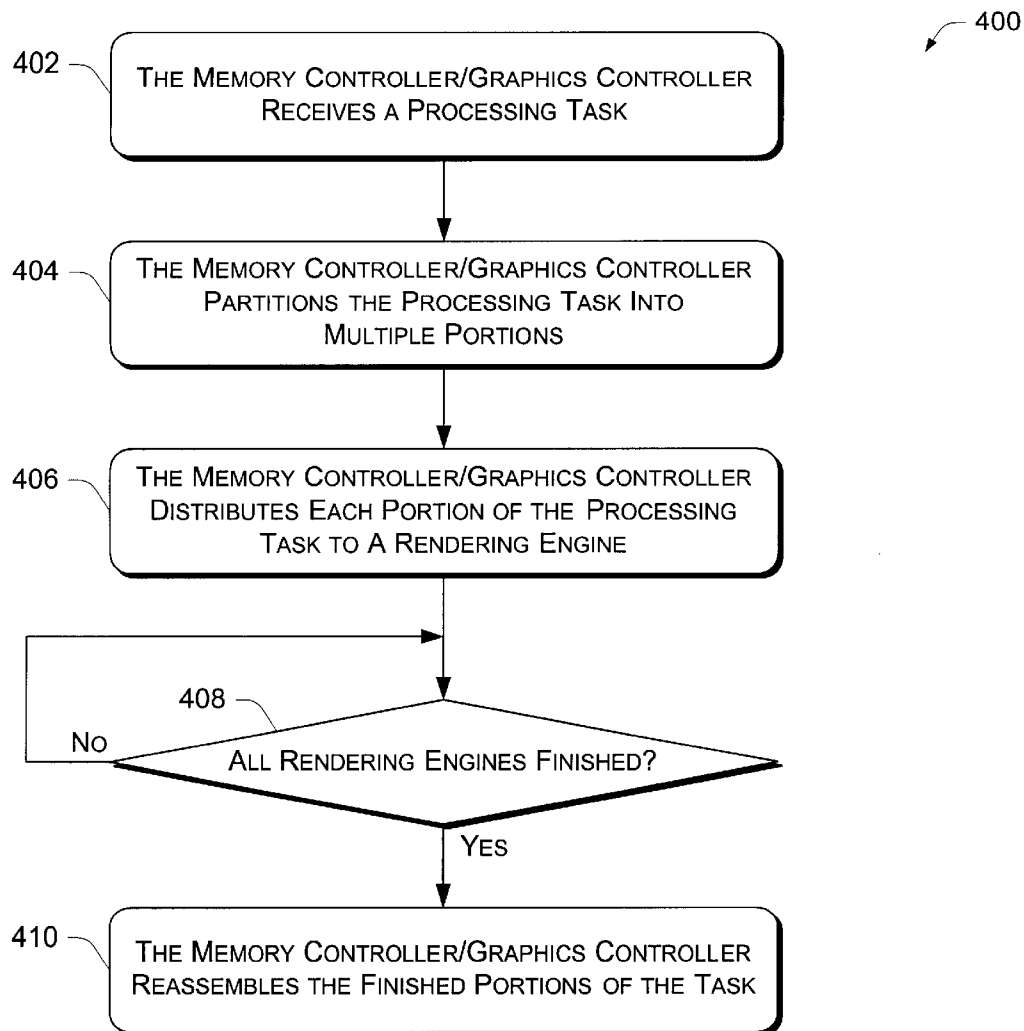 400
402
THE MEMORY CONTROLLER/GRAPHICS CONTROLLER
RECEIVES A PROCESSING TASK
404
THE MEMORY CONTROLLER/GRAPHICS CONTROLLER
PARTITIONS THE PROCESSING TASK INTO
MULTIPLE PORTIONS
406
THE MEMORY CONTROLLER/GRAPHICS CONTROLLER
DISTRIBUTES EACH PORTION OF THE PROCESSING
TASK TO A RENDERING ENGINE
408
NO
ALL RENDERING ENGINES FINISHED?
YES
410
THE MEMORY CONTROLLER/GRAPHICS CONTROLLER
REASSEMBLES THE FINISHED PORTIONS OF THE TASK